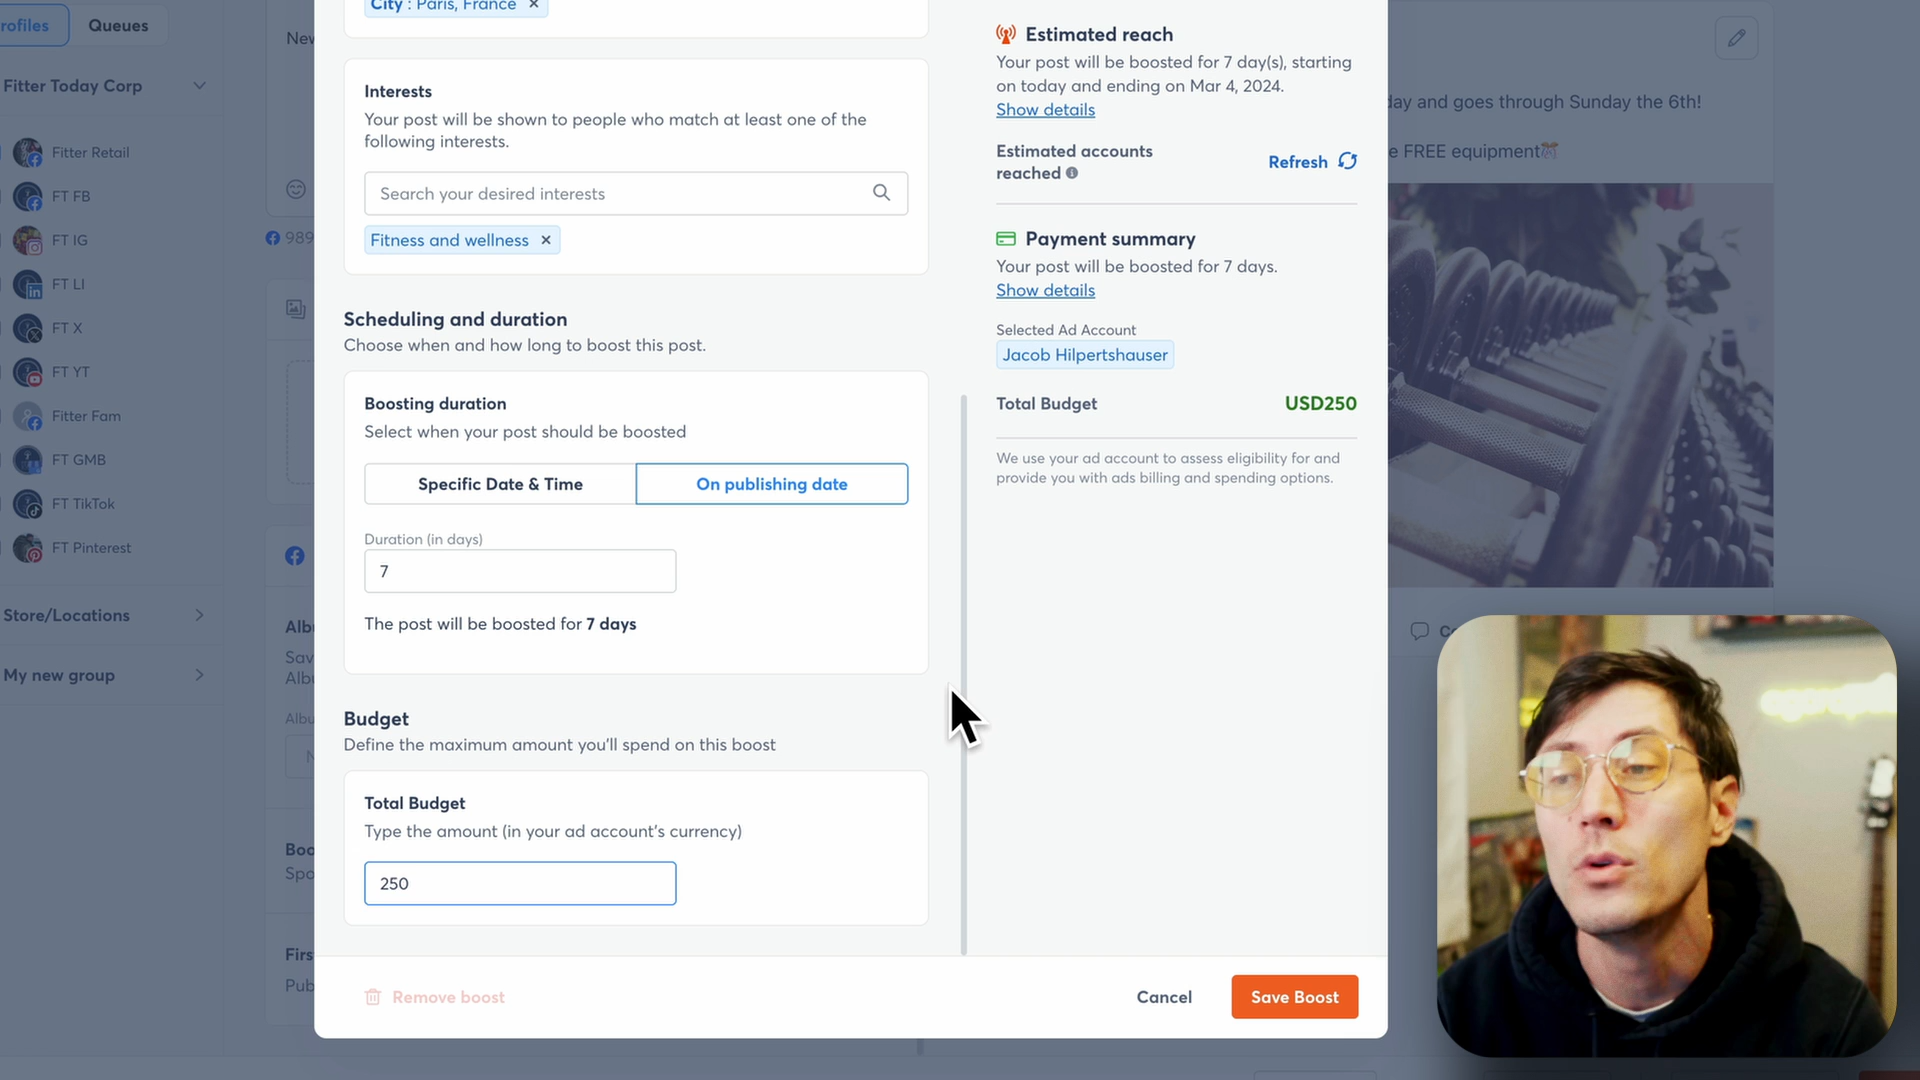 rofiles
Queues
Fitter Today Corp
Fitter Retail
FT FB
FT IG
FT LI
FT X
FT YT
Fitter Fam
FT GMB
FT TikTok
FT Pinterest
Store/Locations
My new group
New
989
Albu
Sav
Albu
Albu
N
Boo
Spo
Firs
Pub
City : Paris, France ×
Interests
Your post will be shown to people who match at least one of the
following interests.
Search your desired interests
Fitness and wellness ×
Scheduling and duration
Choose when and how long to boost this post.
Boosting duration
Select when your post should be boosted
Specific Date & Time
On publishing date
Duration (in days)
7
The post will be boosted for 7 days
Budget
Define the maximum amount you'll spend on this boost
Total Budget
Type the amount (in your ad account's currency)
250
Remove boost
Cancel
Save Boost
Estimated reach
Your post will be boosted for 7 day(s), starting
on today and ending on Mar 4, 2024.
Show details
Estimated accounts
reached
Refresh
Payment summary
Your post will be boosted for 7 days.
Show details
Selected Ad Account
Jacob Hilpertshauser
Total Budget
USD250
We use your ad account to assess eligibility for and
provide you with ads billing and spending options.
day and goes through Sunday the 6th!
e FREE equipment